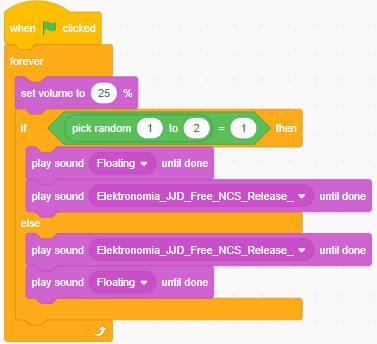 when clicked
forever
set volume to 25 %
if pick random 1 to 2 = 1 then
play sound Floating until done
play sound Elektronomia_JJD_Free_NCS_Release_ until done
else
play sound Elektronomia_JJD_Free_NCS_Release_ until done
play sound Floating until done